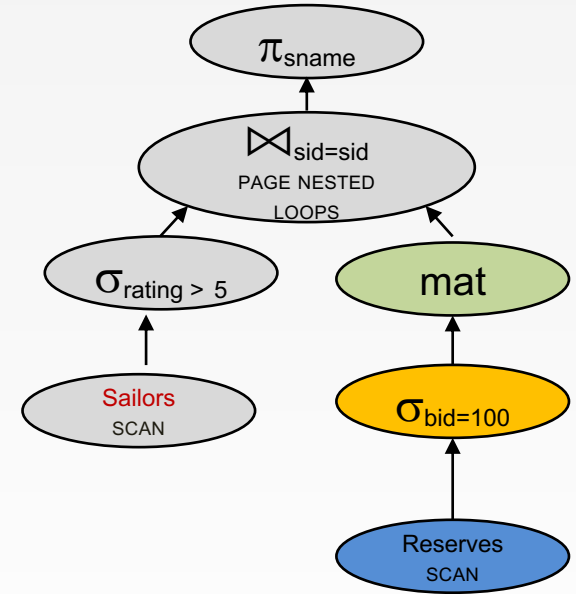 πsname
⋈sid=sid
PAGE NESTED
LOOPS
σrating > 5
mat
Sailors
SCAN
σbid=100
Reserves
SCAN